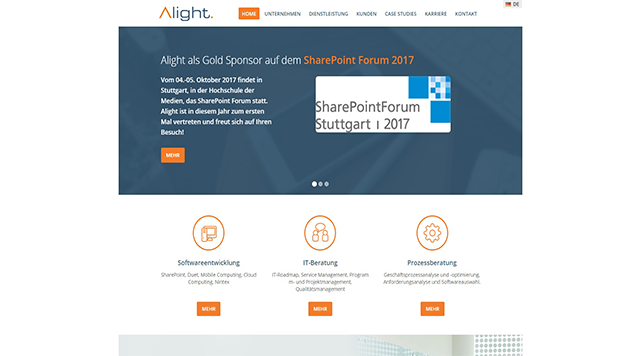 DE
Alight.
HOME UNTERNEHMEN DIENSTLEISTUNG KUNDEN CASE STUDIES KARRIERE KONTAKT
Alight als Gold Sponsor auf dem SharePoint Forum 2017
Vom 04.-05. Oktober 2017 findet in
Stuttgart, in der Hochschule der
Medien, das SharePoint Forum statt.
Alight ist in diesem Jahr zum ersten
Mal vertreten und freut sich auf Ihren
Besuch!
SharePointForum
Stuttgart I 2017
MEHR
Softwareentwicklung
SharePoint, Duet, Mobile Computing, Cloud
Computing, Nintex
MEHR
IT-Beratung
IT-Roadmap, Service Management, Program
m- und Projektmanagement,
Qualitätsmanagement
MEHR
Prozessberatung
Geschäftsprozessanalyse und -optimierung,
Anforderungsanalyse und Softwareauswahl.
MEHR